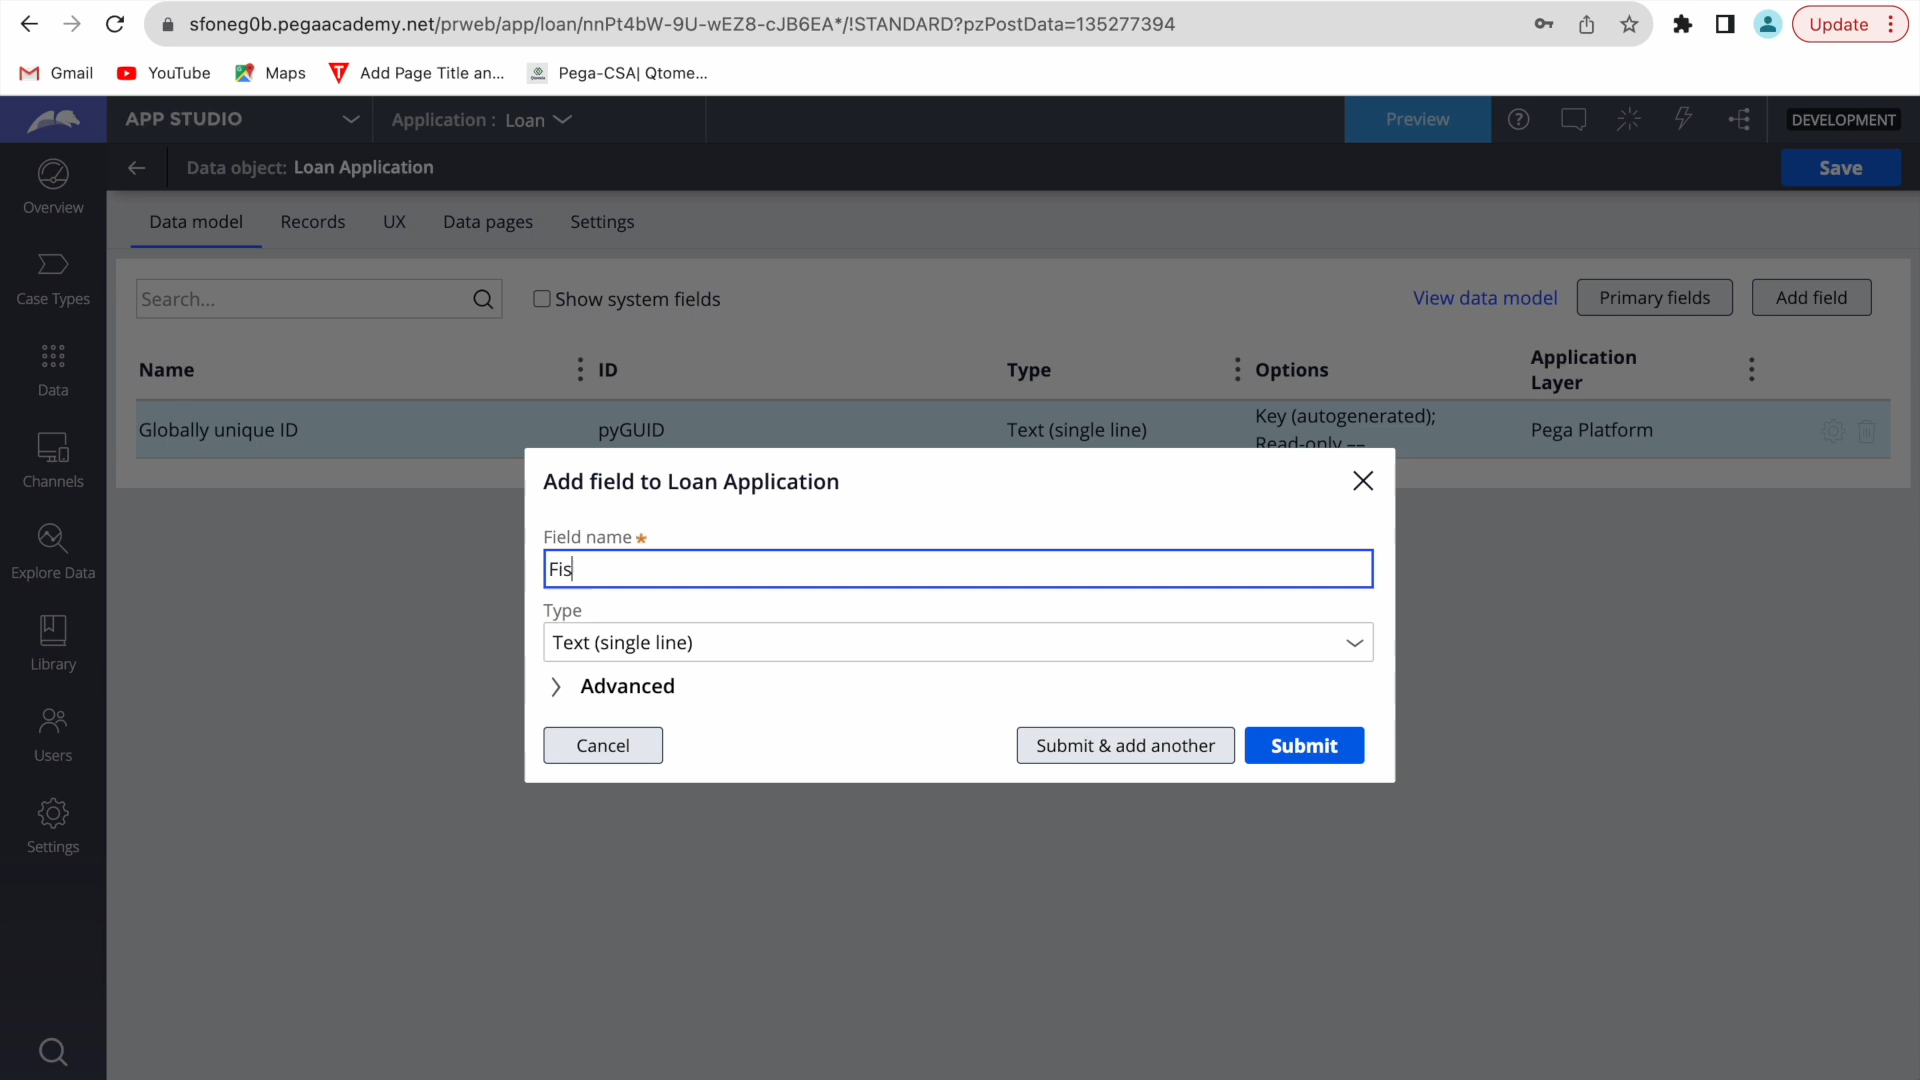 sfoneg0b.pegaacademy.net/prweb/app/loan/nnPt4bW-9U-wEZ8-cJB6EA*/!STANDARD?pzPostData=135277394
Update
Gmail
YouTube
Maps
Add Page Title an...
Pega-CSA| Qtome...
APP STUDIO
Application : Loan
Preview
DEVELOPMENT
Data object: Loan Application
Save
Overview
Case Types
Data
Channels
Explore Data
Library
Users
Settings
Data model
Records
UX
Data pages
Settings
Search...
Show system fields
View data model
Primary fields
Add field
Name
ID
Type
Options
Application
Layer
Globally unique ID
pyGUID
Text (single line)
Key (autogenerated);
Read-only --
Pega Platform
Add field to Loan Application
Field name
Fis
Type
Text (single line)
Advanced
Cancel
Submit & add another
Submit